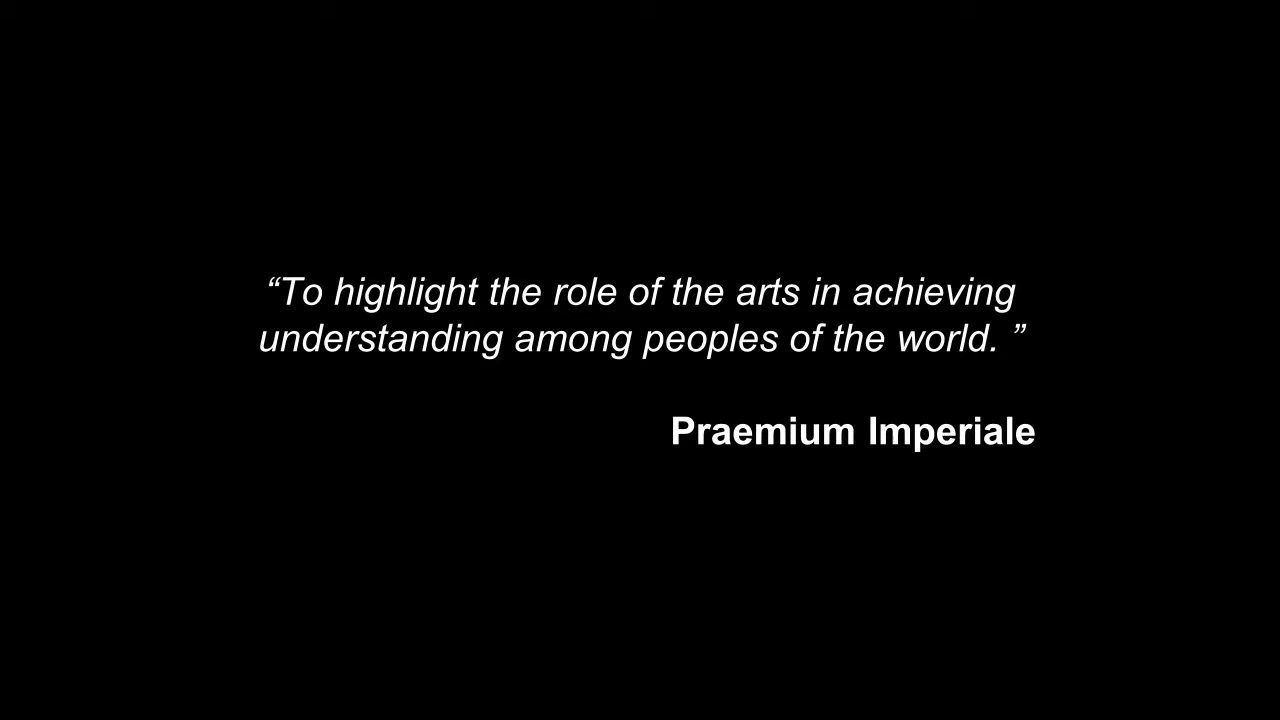 “To highlight the role of the arts in achieving
understanding among peoples of the world. ”
Praemium Imperiale